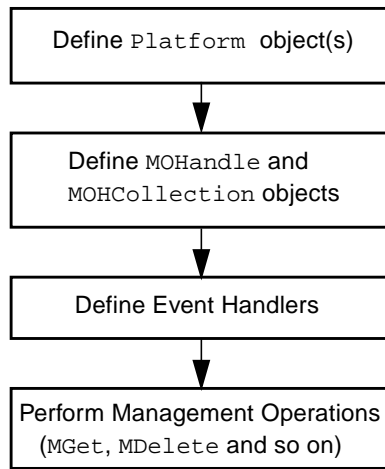 Define Platform object(s)
Define MOHandle and
MOHCollection objects
Define Event Handlers
Perform Management Operations
(MGet, MDelete and so on)